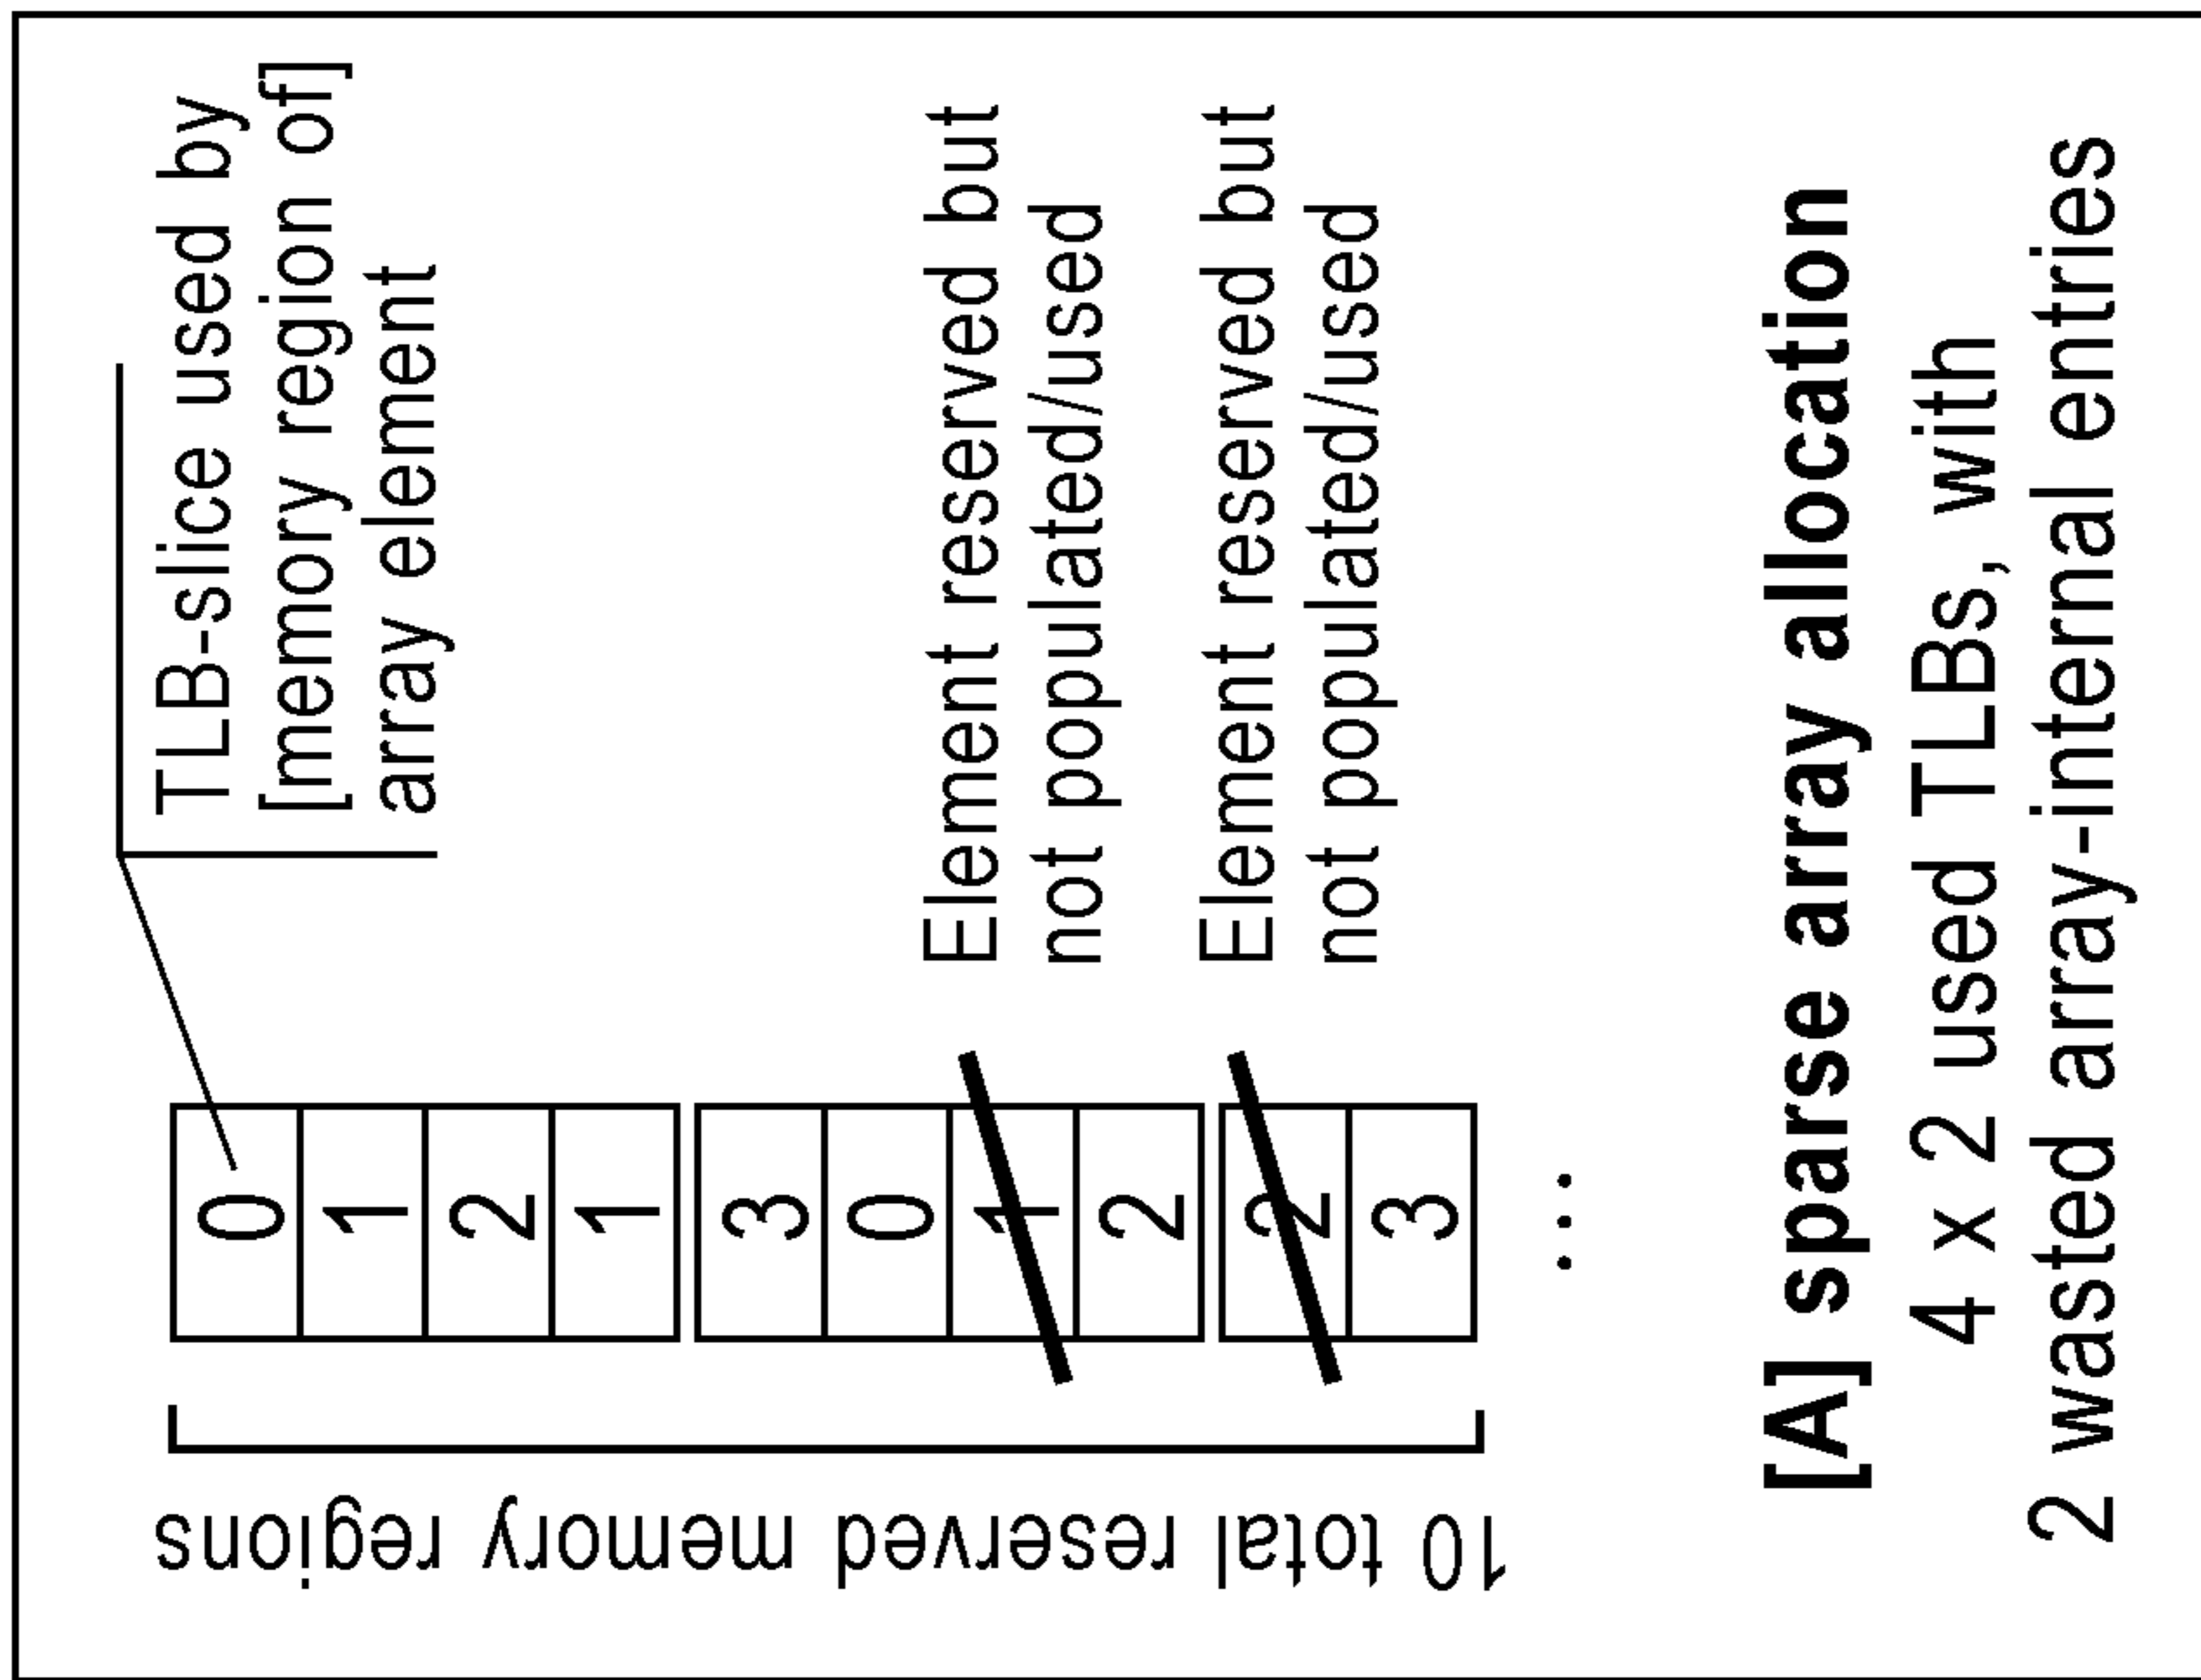 TLB-slice used by
[memory region of]
array element
10 total reserved memory regions
0
1
2
1
3
0
1
2
2
3
...
Element reserved but
not populated/used
Element reserved but
not populated/used
[A] sparse array allocation
4 x 2 used TLBs, with
2 wasted array-internal entries